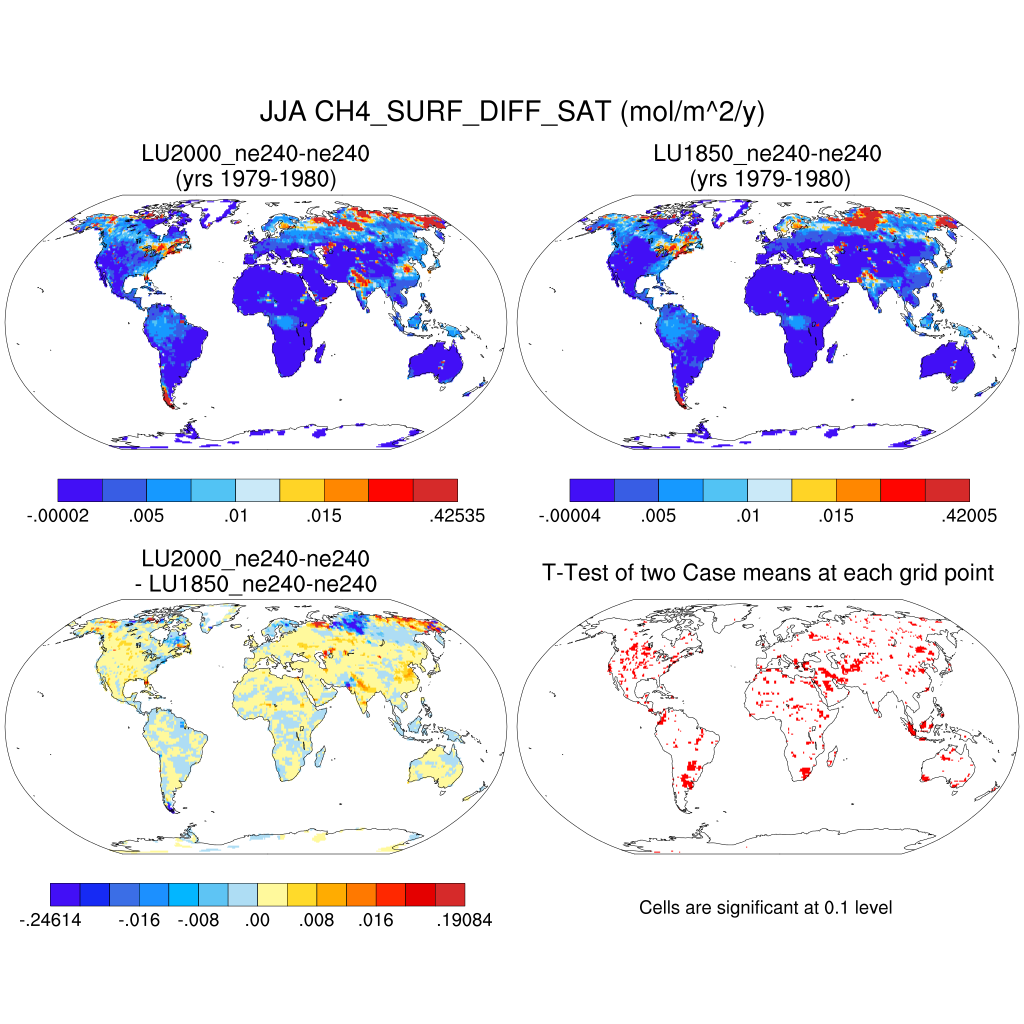 JJA CH4_SURF_DIFF_SAT (mol/m^2/y)
LU2000_ne240-ne240
(yrs 1979-1980)
LU1850_ne240-ne240
(yrs 1979-1980)
-.00002 .005 .01 .015 .42535
-.00004 .005 .01 .015 .42005
LU2000_ne240-ne240
- LU1850_ne240-ne240
T-Test of two Case means at each grid point
-.24614 -.016 -.008 .00 .008 .016 .19084
Cells are significant at 0.1 level